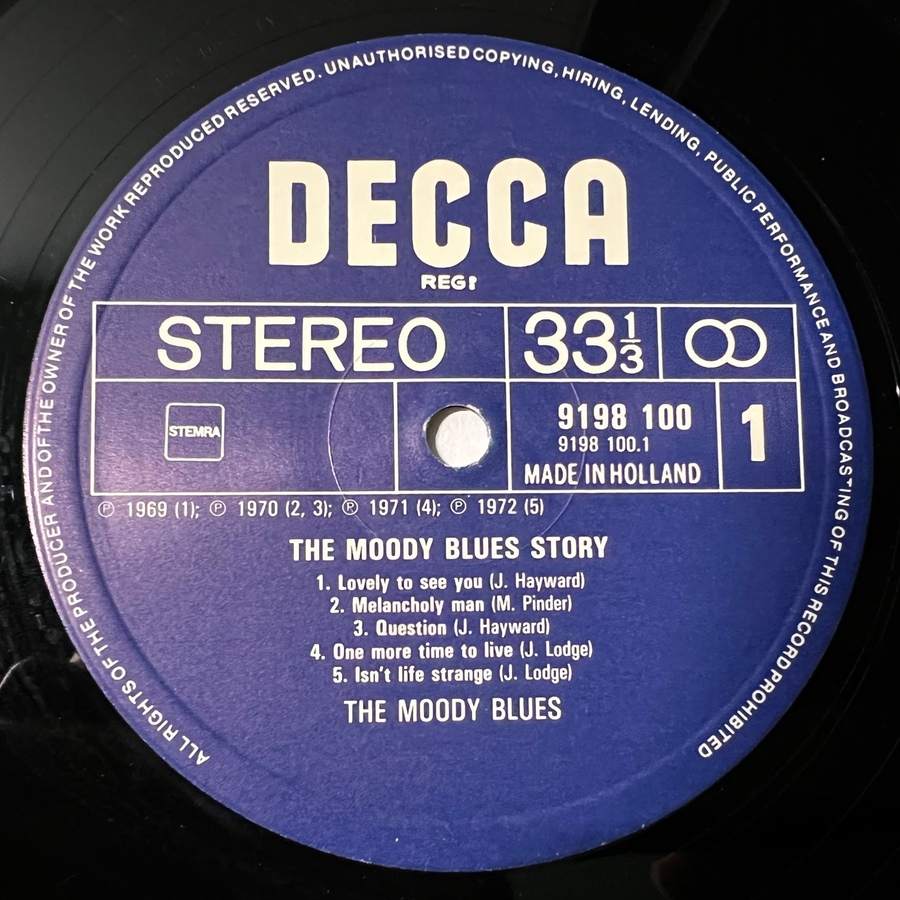 ALL RIGHTS OF THE PRODUCER AND OF THE OWNER OF THE WORK REPRODUCED RESERVED. UNAUTHORISED COPYING, HIRING, LENDING, PUBLIC PERFORMANCE AND BROADCASTING OF THIS RECORD PROHIBITED
DECCA
REG!
STEREO
33 1/3
STEMRA
9198 100
9198 100.1
MADE IN HOLLAND
1
℗ 1969 (1); ℗ 1970 (2, 3); ℗ 1971 (4); ℗ 1972 (5)
THE MOODY BLUES STORY
1. Lovely to see you (J. Hayward)
2. Melancholy man (M. Pinder)
3. Question (J. Hayward)
4. One more time to live (J. Lodge)
5. Isn't life strange (J. Lodge)
THE MOODY BLUES